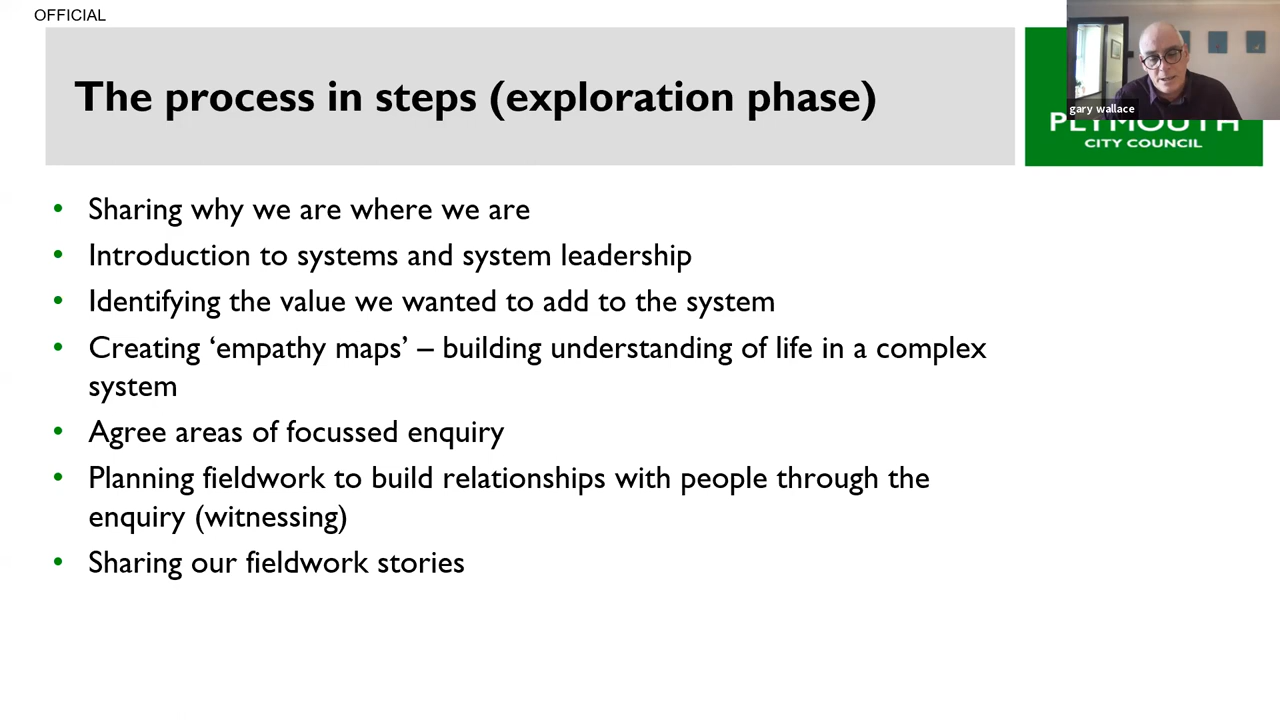 OFFICIAL
The process in steps (exploration phase)
gary wallace
PLYMOUTH
CITY COUNCIL
• Sharing why we are where we are
• Introduction to systems and system leadership
• Identifying the value we wanted to add to the system
• Creating ‘empathy maps’ – building understanding of life in a complex
system
• Agree areas of focussed enquiry
• Planning fieldwork to build relationships with people through the
enquiry (witnessing)
• Sharing our fieldwork stories